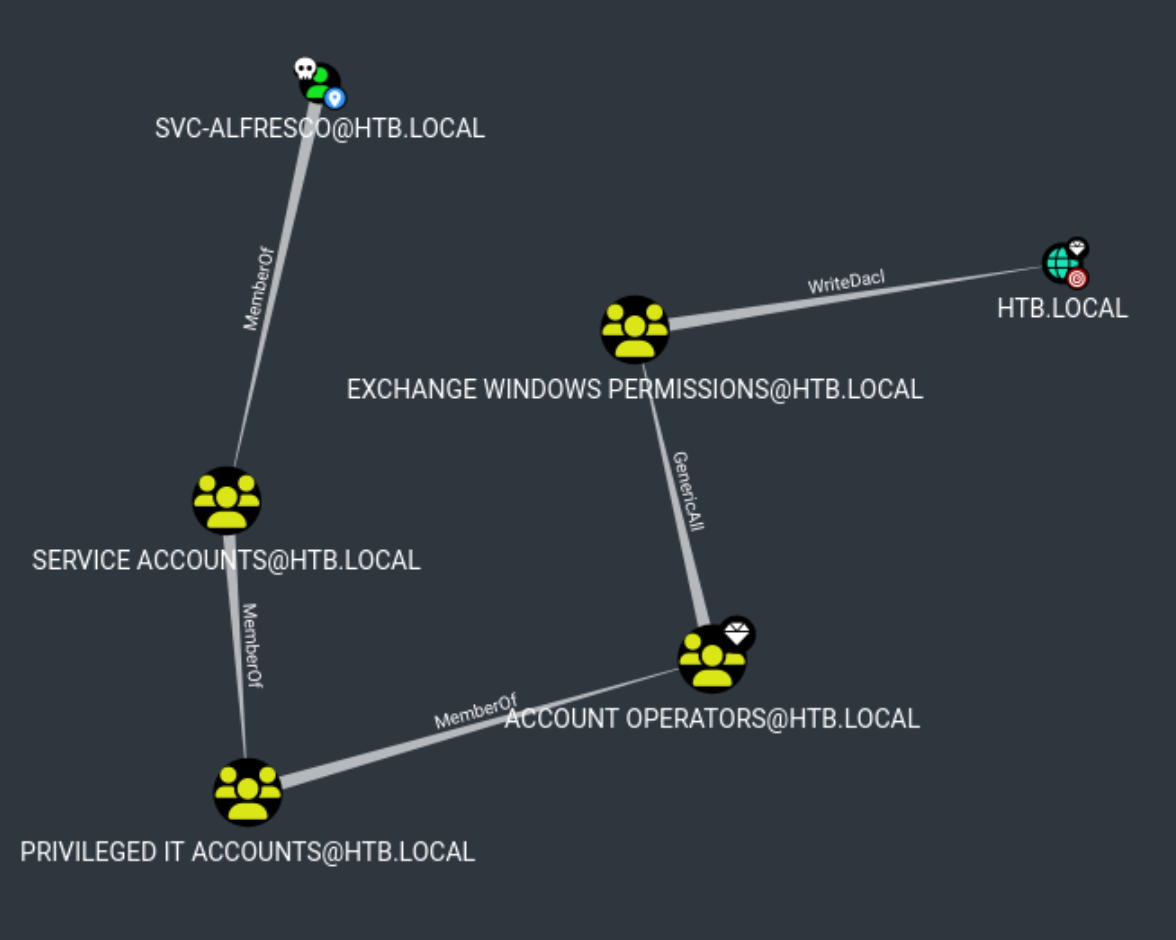 SVC-ALFRESCO@HTB.LOCAL
MemberOf
WriteDacl
HTB.LOCAL
EXCHANGE WINDOWS PERMISSIONS@HTB.LOCAL
GenericAll
SERVICE ACCOUNTS@HTB.LOCAL
MemberOf
MemberOf
ACCOUNT OPERATORS@HTB.LOCAL
PRIVILEGED IT ACCOUNTS@HTB.LOCAL